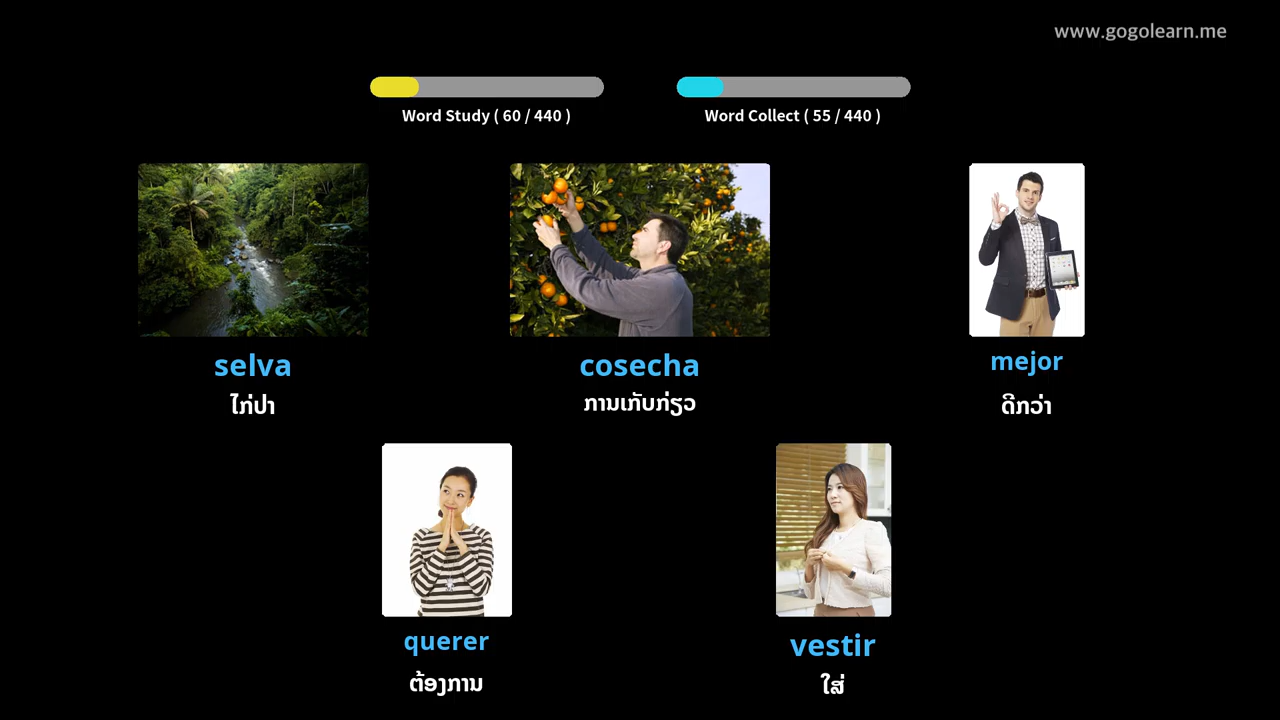 www.gogolearn.me
Word Study ( 60 / 440 )
Word Collect ( 55 / 440 )
selva
ໄກ່ປາ
cosecha
ການເກັບກ່ຽວ
mejor
ດີກວ່າ
querer
ຕ້ອງການ
vestir
ໃສ່